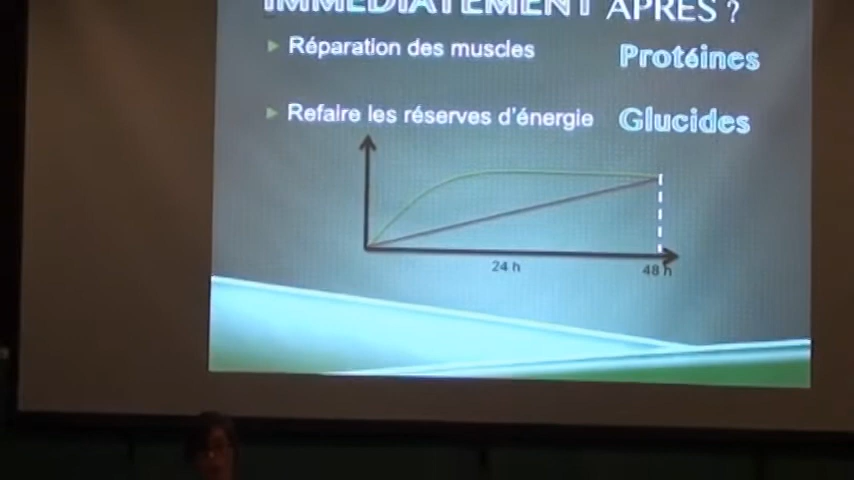 IMMÉDIATEMENT APRÈS ?
Réparation des muscles Protéines
Refaire les réserves d'énergie Glucides
24 h 48 h